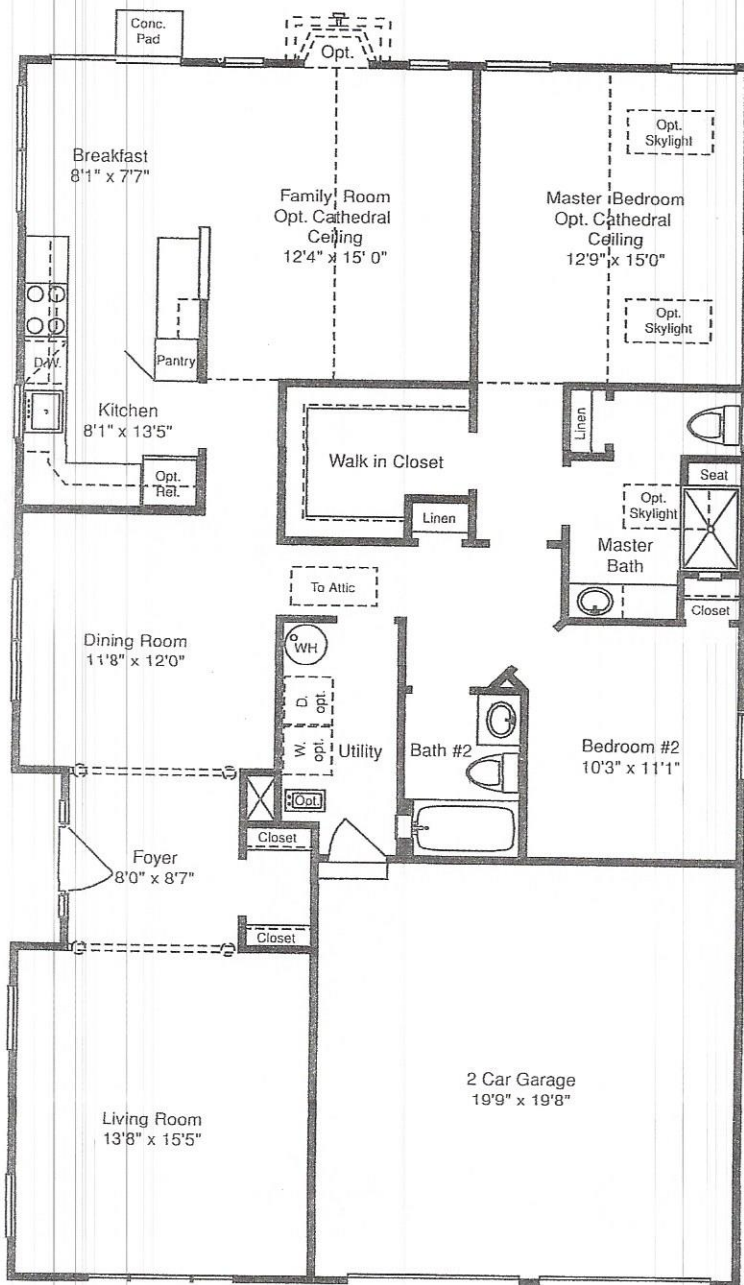 Conc.
Pad
Opt.
Breakfast
8'1" x 7'7"
Family Room
Opt. Cathedral
Ceiling
12'4" x 15' 0"
Master Bedroom
Opt. Cathedral
Ceiling
12'9" x 15'0"
Opt.
Skylight
Opt.
Skylight
D.W.
Pantry
Kitchen
8'1" x 13'5"
Opt.
Ref.
Walk in Closet
Linen
Linen
Seat
Opt.
Skylight
Master
Bath
Closet
To Attic
Dining Room
11'8" x 12'0"
WH
D.
opt.
W.
opt.
Utility
Opt.
Bath #2
Bedroom #2
10'3" x 11'1"
Foyer
8'0" x 8'7"
Closet
Closet
Living Room
13'8" x 15'5"
2 Car Garage
19'9" x 19'8"